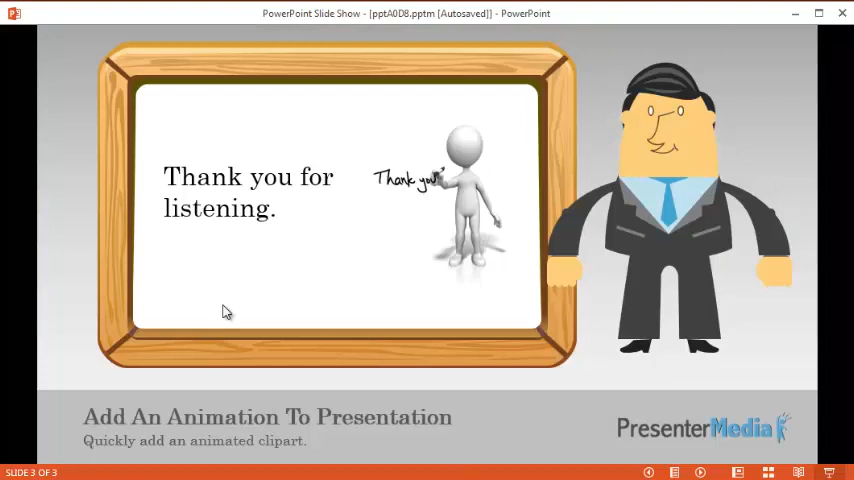 PowerPoint Slide Show - [pptA0D8.pptm [Autosaved]] - PowerPoint
Thank you for
listening.
Thank you
Add An Animation To Presentation
Quickly add an animated clipart.
PresenterMedia
SLIDE 3 OF 3